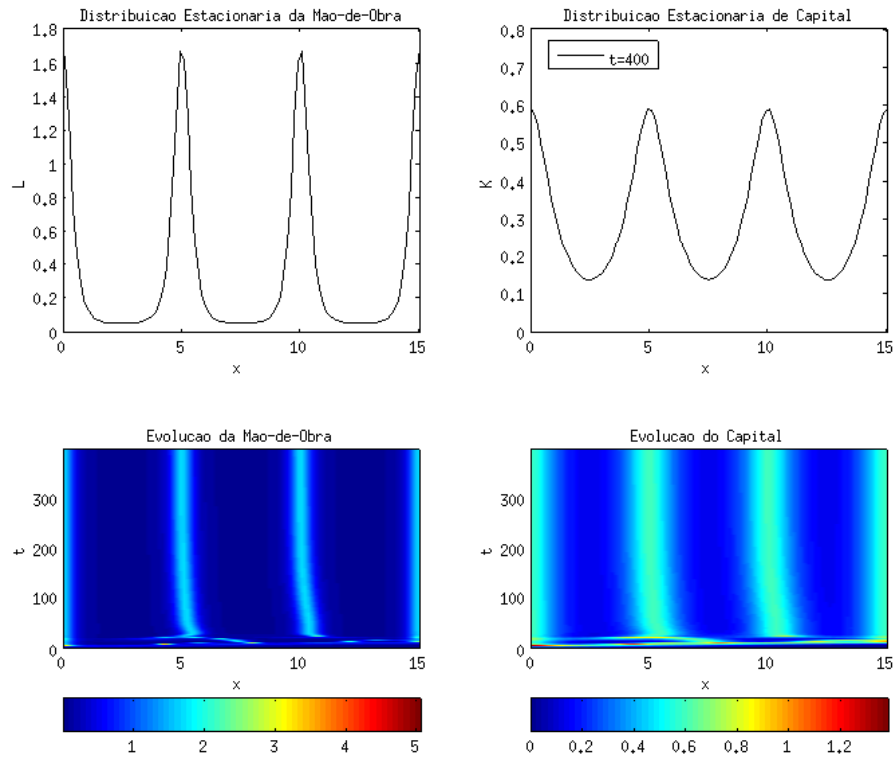 Distribuicao Estacionaria da Mao-de-Obra
1.8
1.6
1.4
1.2
1
0.8
0.6
0.4
0.2
0
L
0 5 10 15
x
Distribuicao Estacionaria de Capital
0.8
0.7
0.6
0.5
0.4
0.3
0.2
0.1
0
K
t=400
0 5 10 15
x
Evolucao da Mao-de-Obra
300
200
100
0
t
0 5 10 15
x
1 2 3 4 5
Evolucao do Capital
300
200
100
0
t
0 5 10 15
x
0 0.2 0.4 0.6 0.8 1 1.2